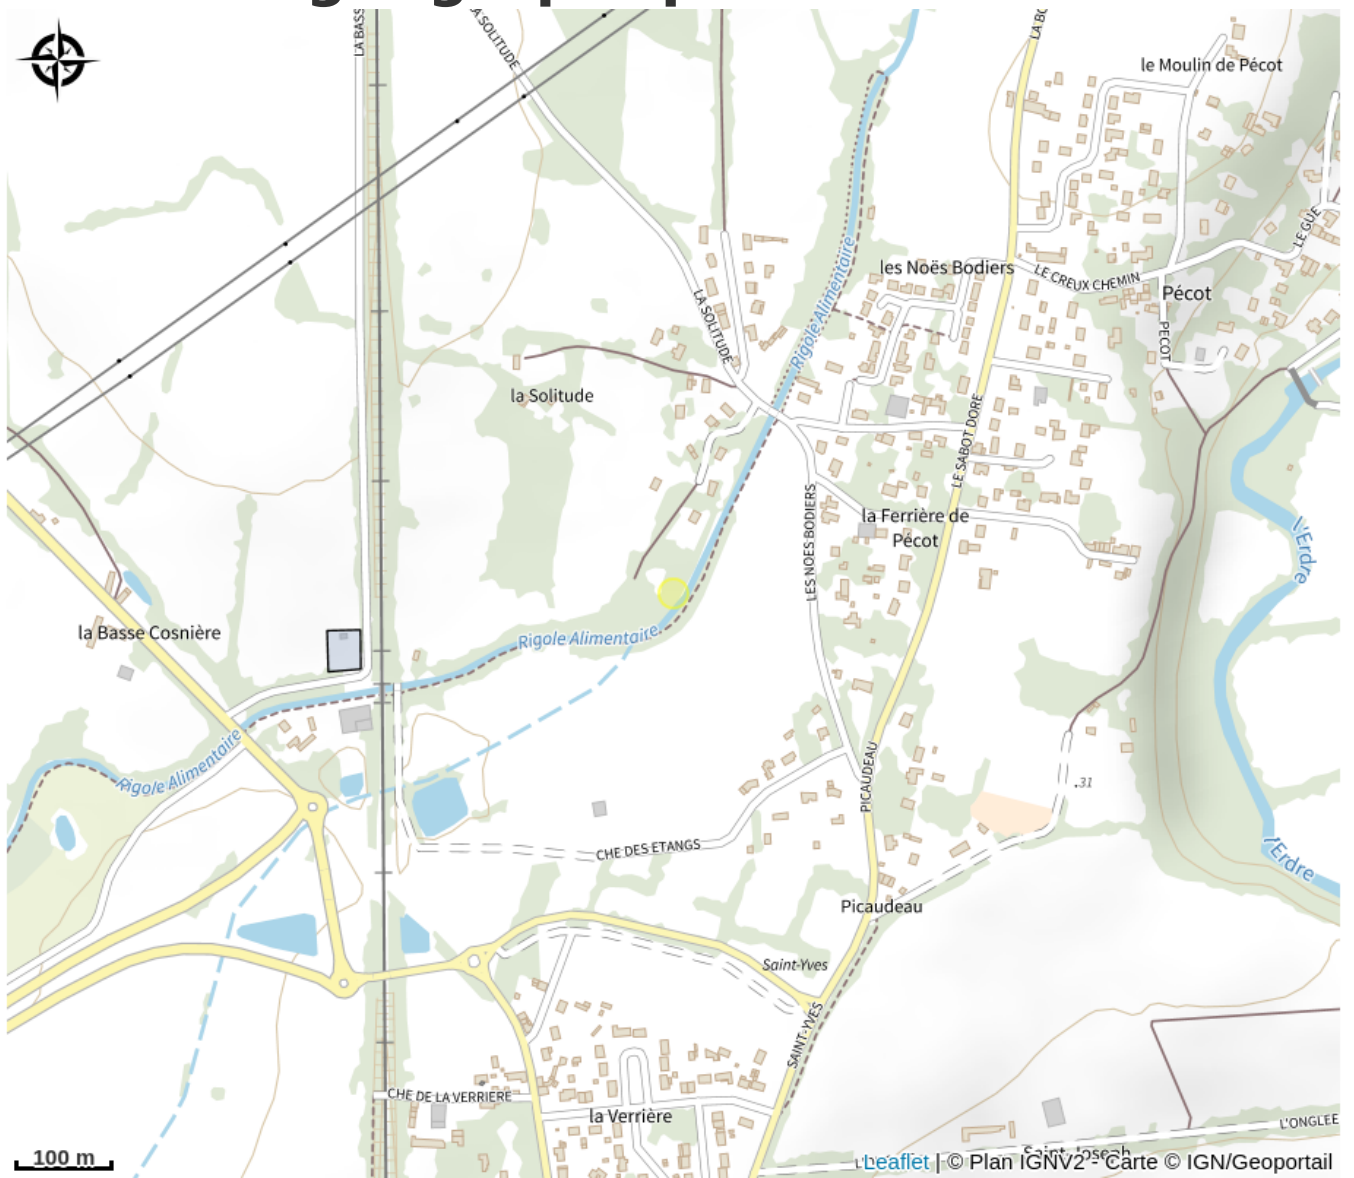 LA BASS
LA SOLITUDE
LA BO
le Moulin de Pécot
LE GUE
Rigole Alimentaire
les Noës Bodiers
LE CREUX CHEMIN
Pécot
LA SOLITUDE
PECOT
la Solitude
LE SABOT DORE
LES NOES BODIERS
la Ferrière de
Pécot
l'Erdre
la Basse Cosnière
Rigole Alimentaire
Rigole Alimentaire
PICAUDEAU
.31
CHE DES ETANGS
l'Erdre
Picaudeau
Saint-Yves
SAINT-YVES
CHE DE LA VERRIERE
la Verrière
L'ONGLEE
Saint-Joseph
100 m
Leaflet | © Plan IGNV2 - Carte © IGN/Geoportail